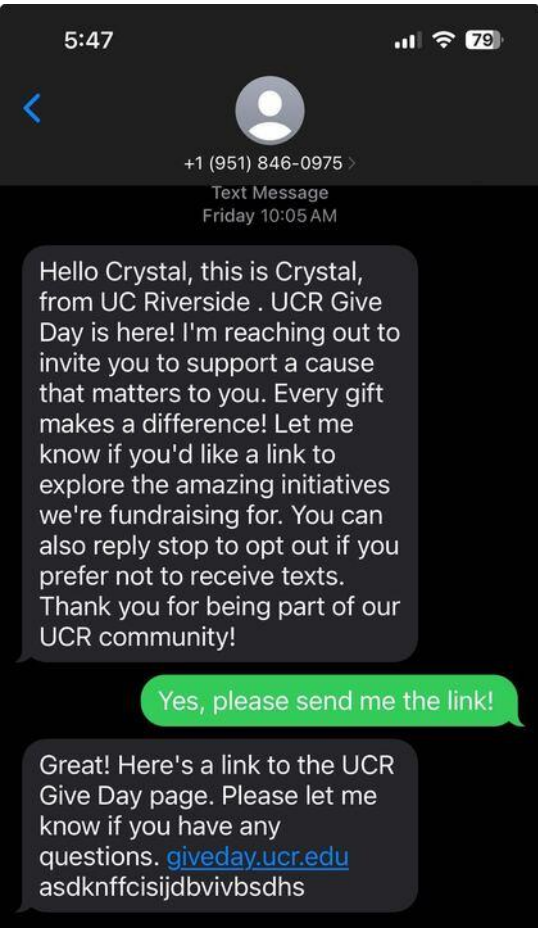 5:47
79
+1 (951) 846-0975
Text Message
Friday 10:05 AM
Hello Crystal, this is Crystal,
from UC Riverside . UCR Give
Day is here! I'm reaching out to
invite you to support a cause
that matters to you. Every gift
makes a difference! Let me
know if you'd like a link to
explore the amazing initiatives
we're fundraising for. You can
also reply stop to opt out if you
prefer not to receive texts.
Thank you for being part of our
UCR community!
Yes, please send me the link!
Great! Here's a link to the UCR
Give Day page. Please let me
know if you have any
questions. giveday.ucr.edu
asdknffcisijdbvivbsdhs